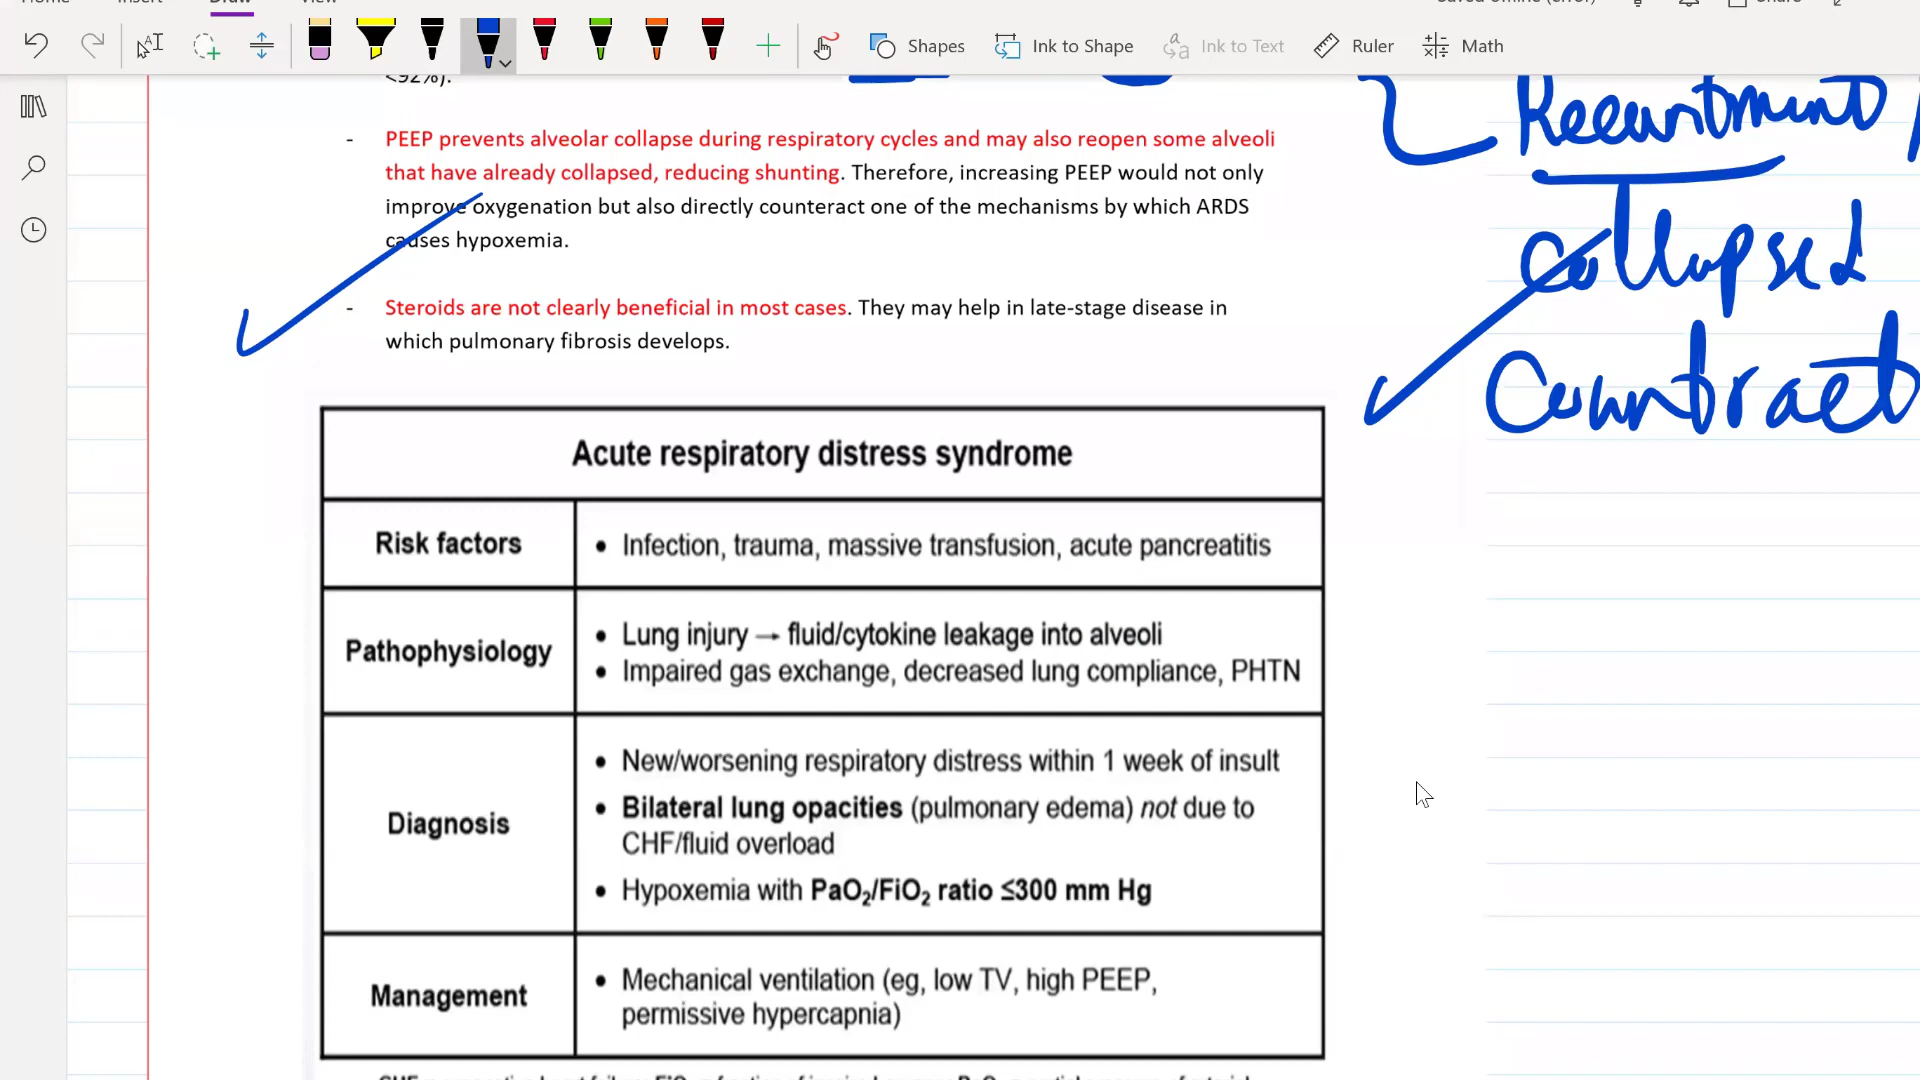 Draw
Shapes
Ink to Shape
Ink to Text
Ruler
Math
<92%).
- PEEP prevents alveolar collapse during respiratory cycles and may also reopen some alveoli
that have already collapsed, reducing shunting. Therefore, increasing PEEP would not only
improve oxygenation but also directly counteract one of the mechanisms by which ARDS
causes hypoxemia.
- Steroids are not clearly beneficial in most cases. They may help in late-stage disease in
which pulmonary fibrosis develops.
collapsed
Acute respiratory distress syndrome
Risk factors
• Infection, trauma, massive transfusion, acute pancreatitis
Pathophysiology
• Lung injury → fluid/cytokine leakage into alveoli
• Impaired gas exchange, decreased lung compliance, PHTN
Diagnosis
• New/worsening respiratory distress within 1 week of insult
• Bilateral lung opacities (pulmonary edema) not due to
CHF/fluid overload
• Hypoxemia with PaO₂/FiO₂ ratio ≤300 mm Hg
Management
• Mechanical ventilation (eg, low TV, high PEEP,
permissive hypercapnia)